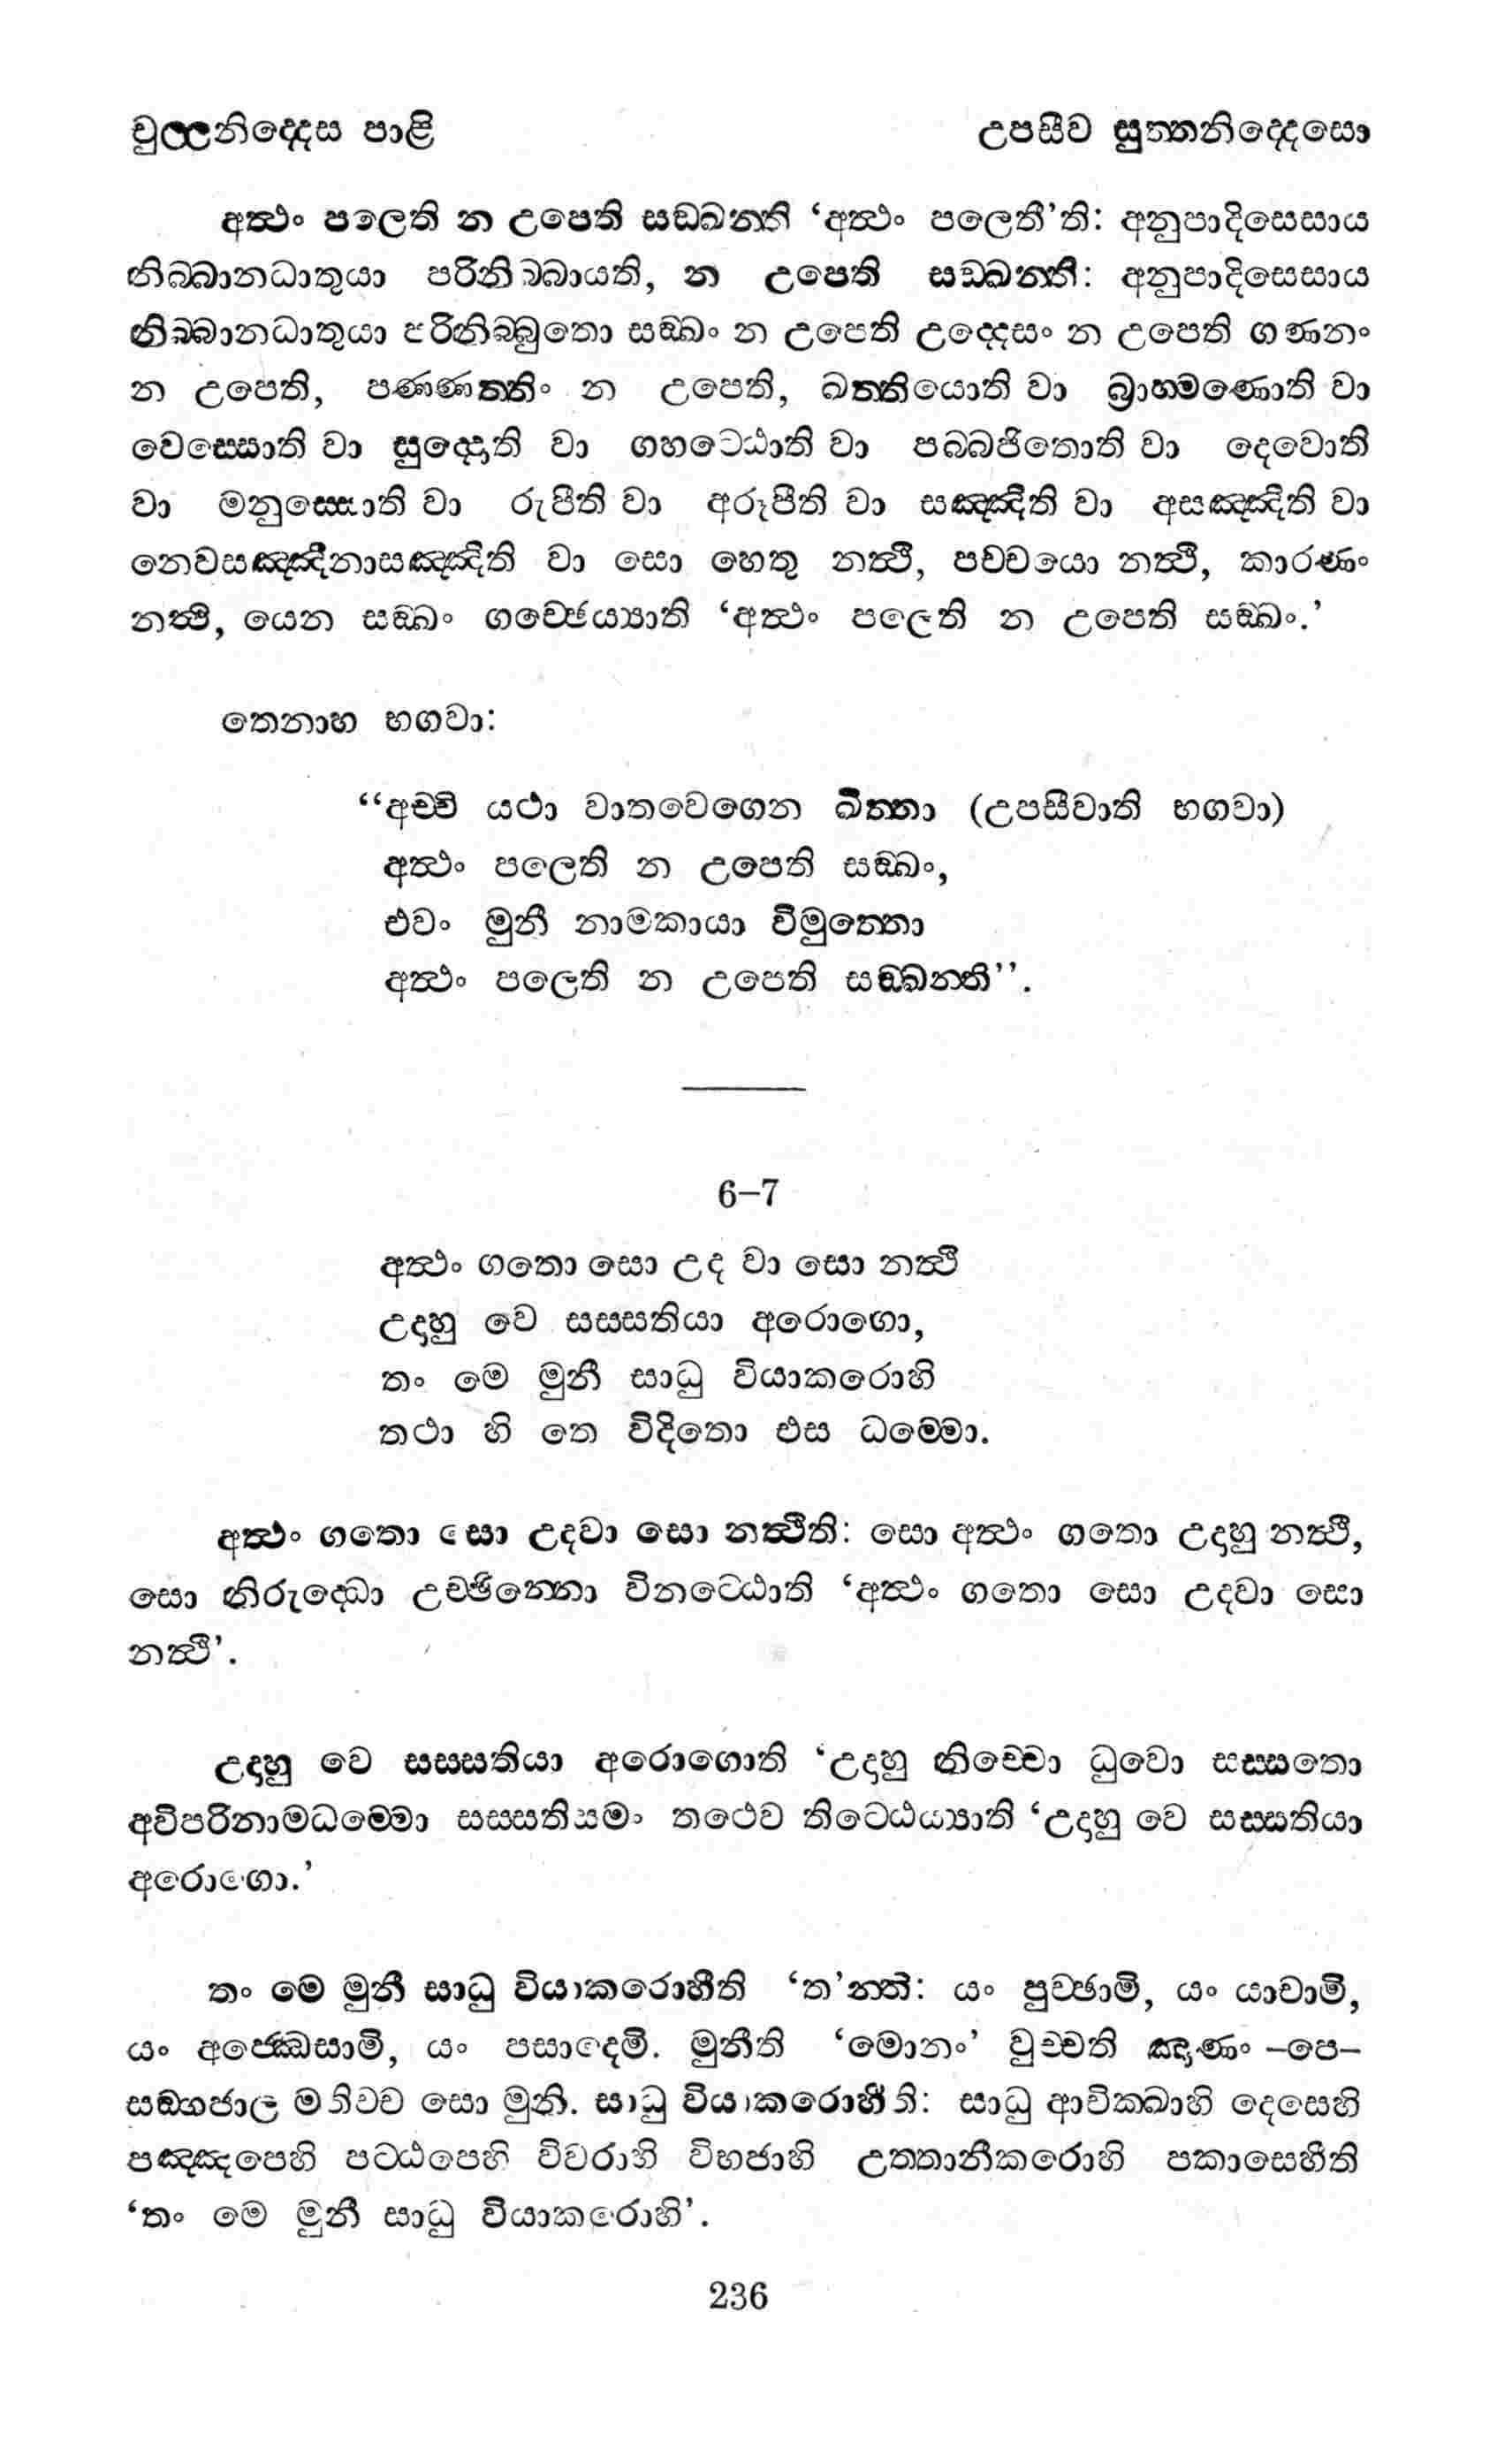 චුල්ලනිද්දෙස පාළි උපසීව සුත්තනිද්දෙසො
අත්ථං පලෙති න උපෙති සඞ්ඛන්ති ‘අත්ථං පලෙතී’ති: අනුපාදිසෙසාය
නිබ්බානධාතුයා පරිනිබ්බායති, න උපෙති සඞ්ඛන්ති: අනුපාදිසෙසාය
නිබ්බානධාතුයා පරිනිබ්බුතො සඞ්ඛං න උපෙති උද්දෙසං න උපෙති ගණනං
න උපෙති, පණ්ණත්තිං න උපෙති, ඛත්තියොති වා බ්‍රාහ්මණොති වා
වෙස්සොති වා සුද්දොති වා ගහට්ඨොති වා පබ්බජිතොති වා දෙවොති
වා මනුස්සොති වා රූපීති වා අරූපීති වා සඤ්ඤීති වා අසඤ්ඤීති වා
නෙවසඤ්ඤීනාසඤ්ඤීති වා සො හෙතු නත්ථි, පච්චයො නත්ථි, කාරණං
නත්ථි, යෙන සඞ්ඛං ගච්ඡෙය්‍යාති ‘අත්ථං පලෙති න උපෙති සඞ්ඛං.’
තෙනාහ භගවා:
“අච්චි යථා වාතවෙගෙන ඛිත්තා (උපසීවාති භගවා)
අත්ථං පලෙති න උපෙති සඞ්ඛං,
එවං මුනී නාමකායා විමුත්තො
අත්ථං පලෙති න උපෙති සඞ්ඛන්ති”.
6–7
අත්ථං ගතො සො උද වා සො නත්ථි
උදාහු වෙ සස්සතියා අරොගො,
තං මෙ මුනී සාධු වියාකරොහි
තථා හි තෙ විදිතො එස ධම්මො.
අත්ථං ගතො සො උදවා සො නත්ථීති: සො අත්ථං ගතො උදාහු නත්ථි,
සො නිරුද්ධො උච්ඡින්නො විනට්ඨොති ‘අත්ථං ගතො සො උදවා සො
නත්ථි’.
උදාහු වෙ සස්සතියා අරොගොති ‘උදාහු නිච්චො ධුවො සස්සතො
අවිපරිනාමධම්මො සස්සතිසමං තථෙව තිට්ඨෙය්‍යාති ‘උදාහු වෙ සස්සතියා
අරොගො.’
තං මෙ මුනී සාධු වියාකරොහීති ‘ත’න්ති: යං පුච්ඡාමි, යං යාචාමි,
යං අජ්ඣෙසාමි, යං පසාදෙමි. මුනීති ‘මොනං’ වුච්චති ඤාණං –පෙ–
සඞ්ගජාල මතිවච සො මුනි. සාධු වියාකරොහීති: සාධු ආචික්ඛාහි දෙසෙහි
පඤ්ඤපෙහි පට්ඨපෙහි විවරාහි විභජාහි උත්තානීකරොහි පකාසෙහීති
‘තං මෙ මුනී සාධු වියාකරොහි’.
236